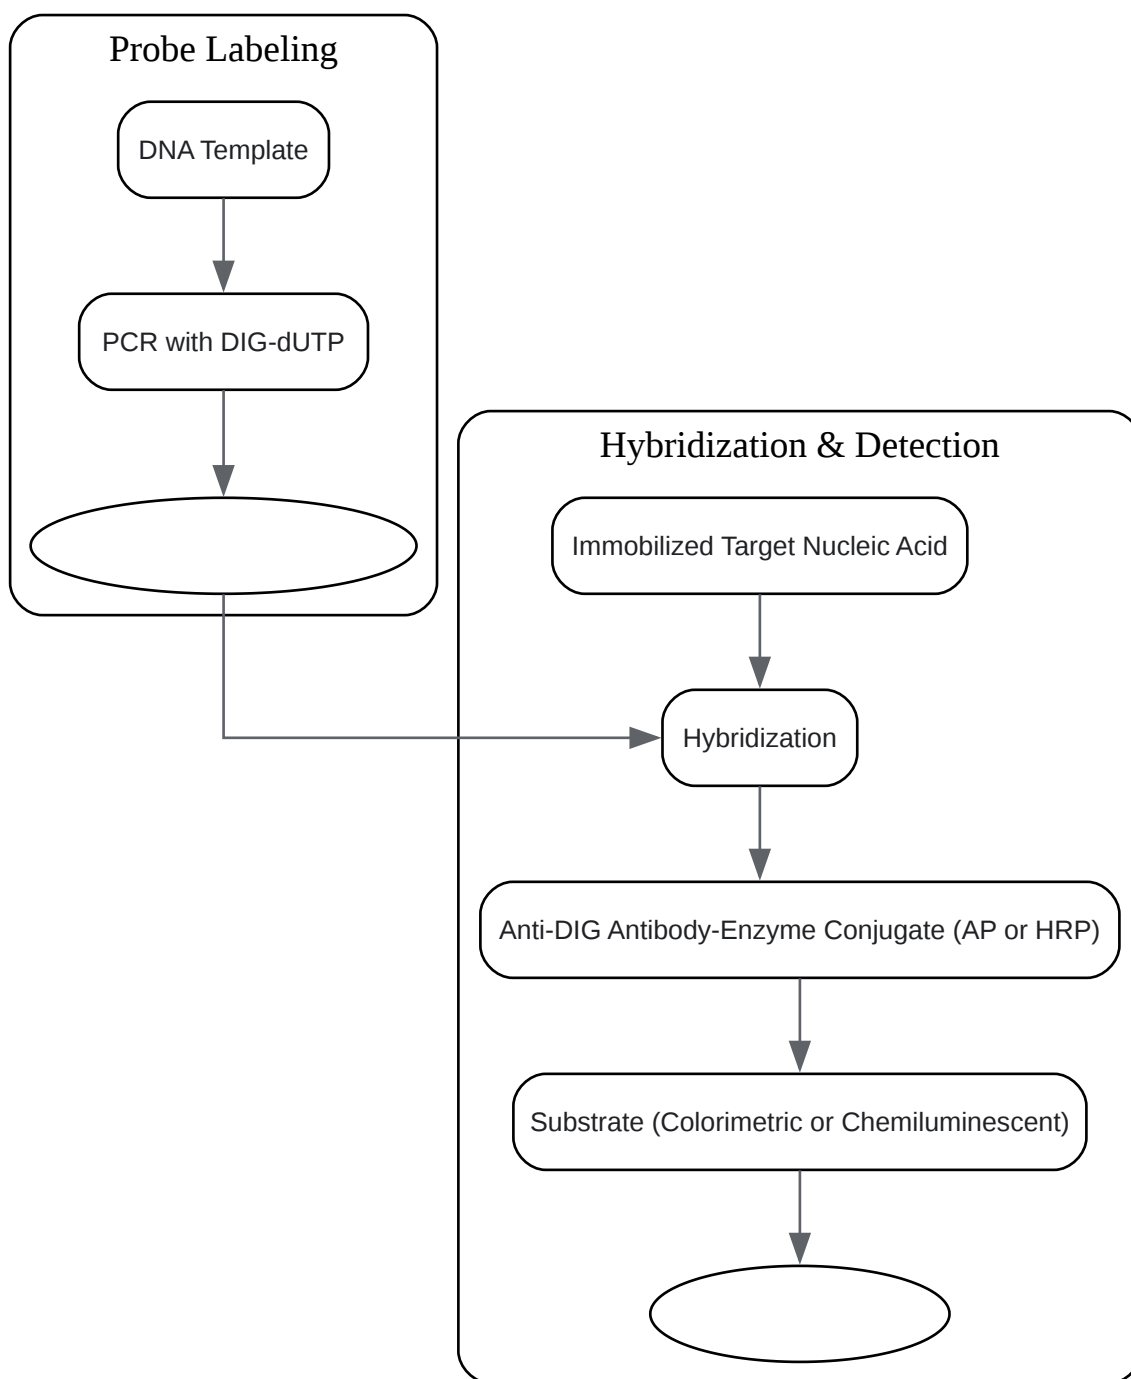 Probe Labeling
DNA Template
PCR with DIG-dUTP
Hybridization & Detection
Immobilized Target Nucleic Acid
Hybridization
Anti-DIG Antibody-Enzyme Conjugate (AP or HRP)
Substrate (Colorimetric or Chemiluminescent)